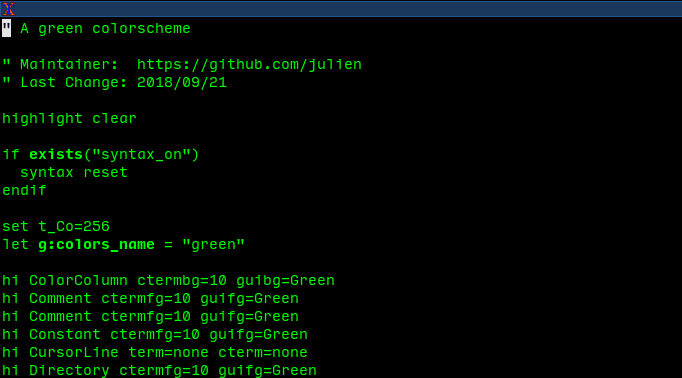 " A green colorscheme
" Maintainer:  https://github.com/julien
" Last Change: 2018/09/21
highlight clear
if exists("syntax_on")
  syntax reset
endif
set t_Co=256
let g:colors_name = "green"
hi ColorColumn ctermbg=10 guibg=Green
hi Comment ctermfg=10 guifg=Green
hi Comment ctermfg=10 guifg=Green
hi Constant ctermfg=10 guifg=Green
hi CursorLine term=none cterm=none
hi Directory ctermfg=10 guifg=Green